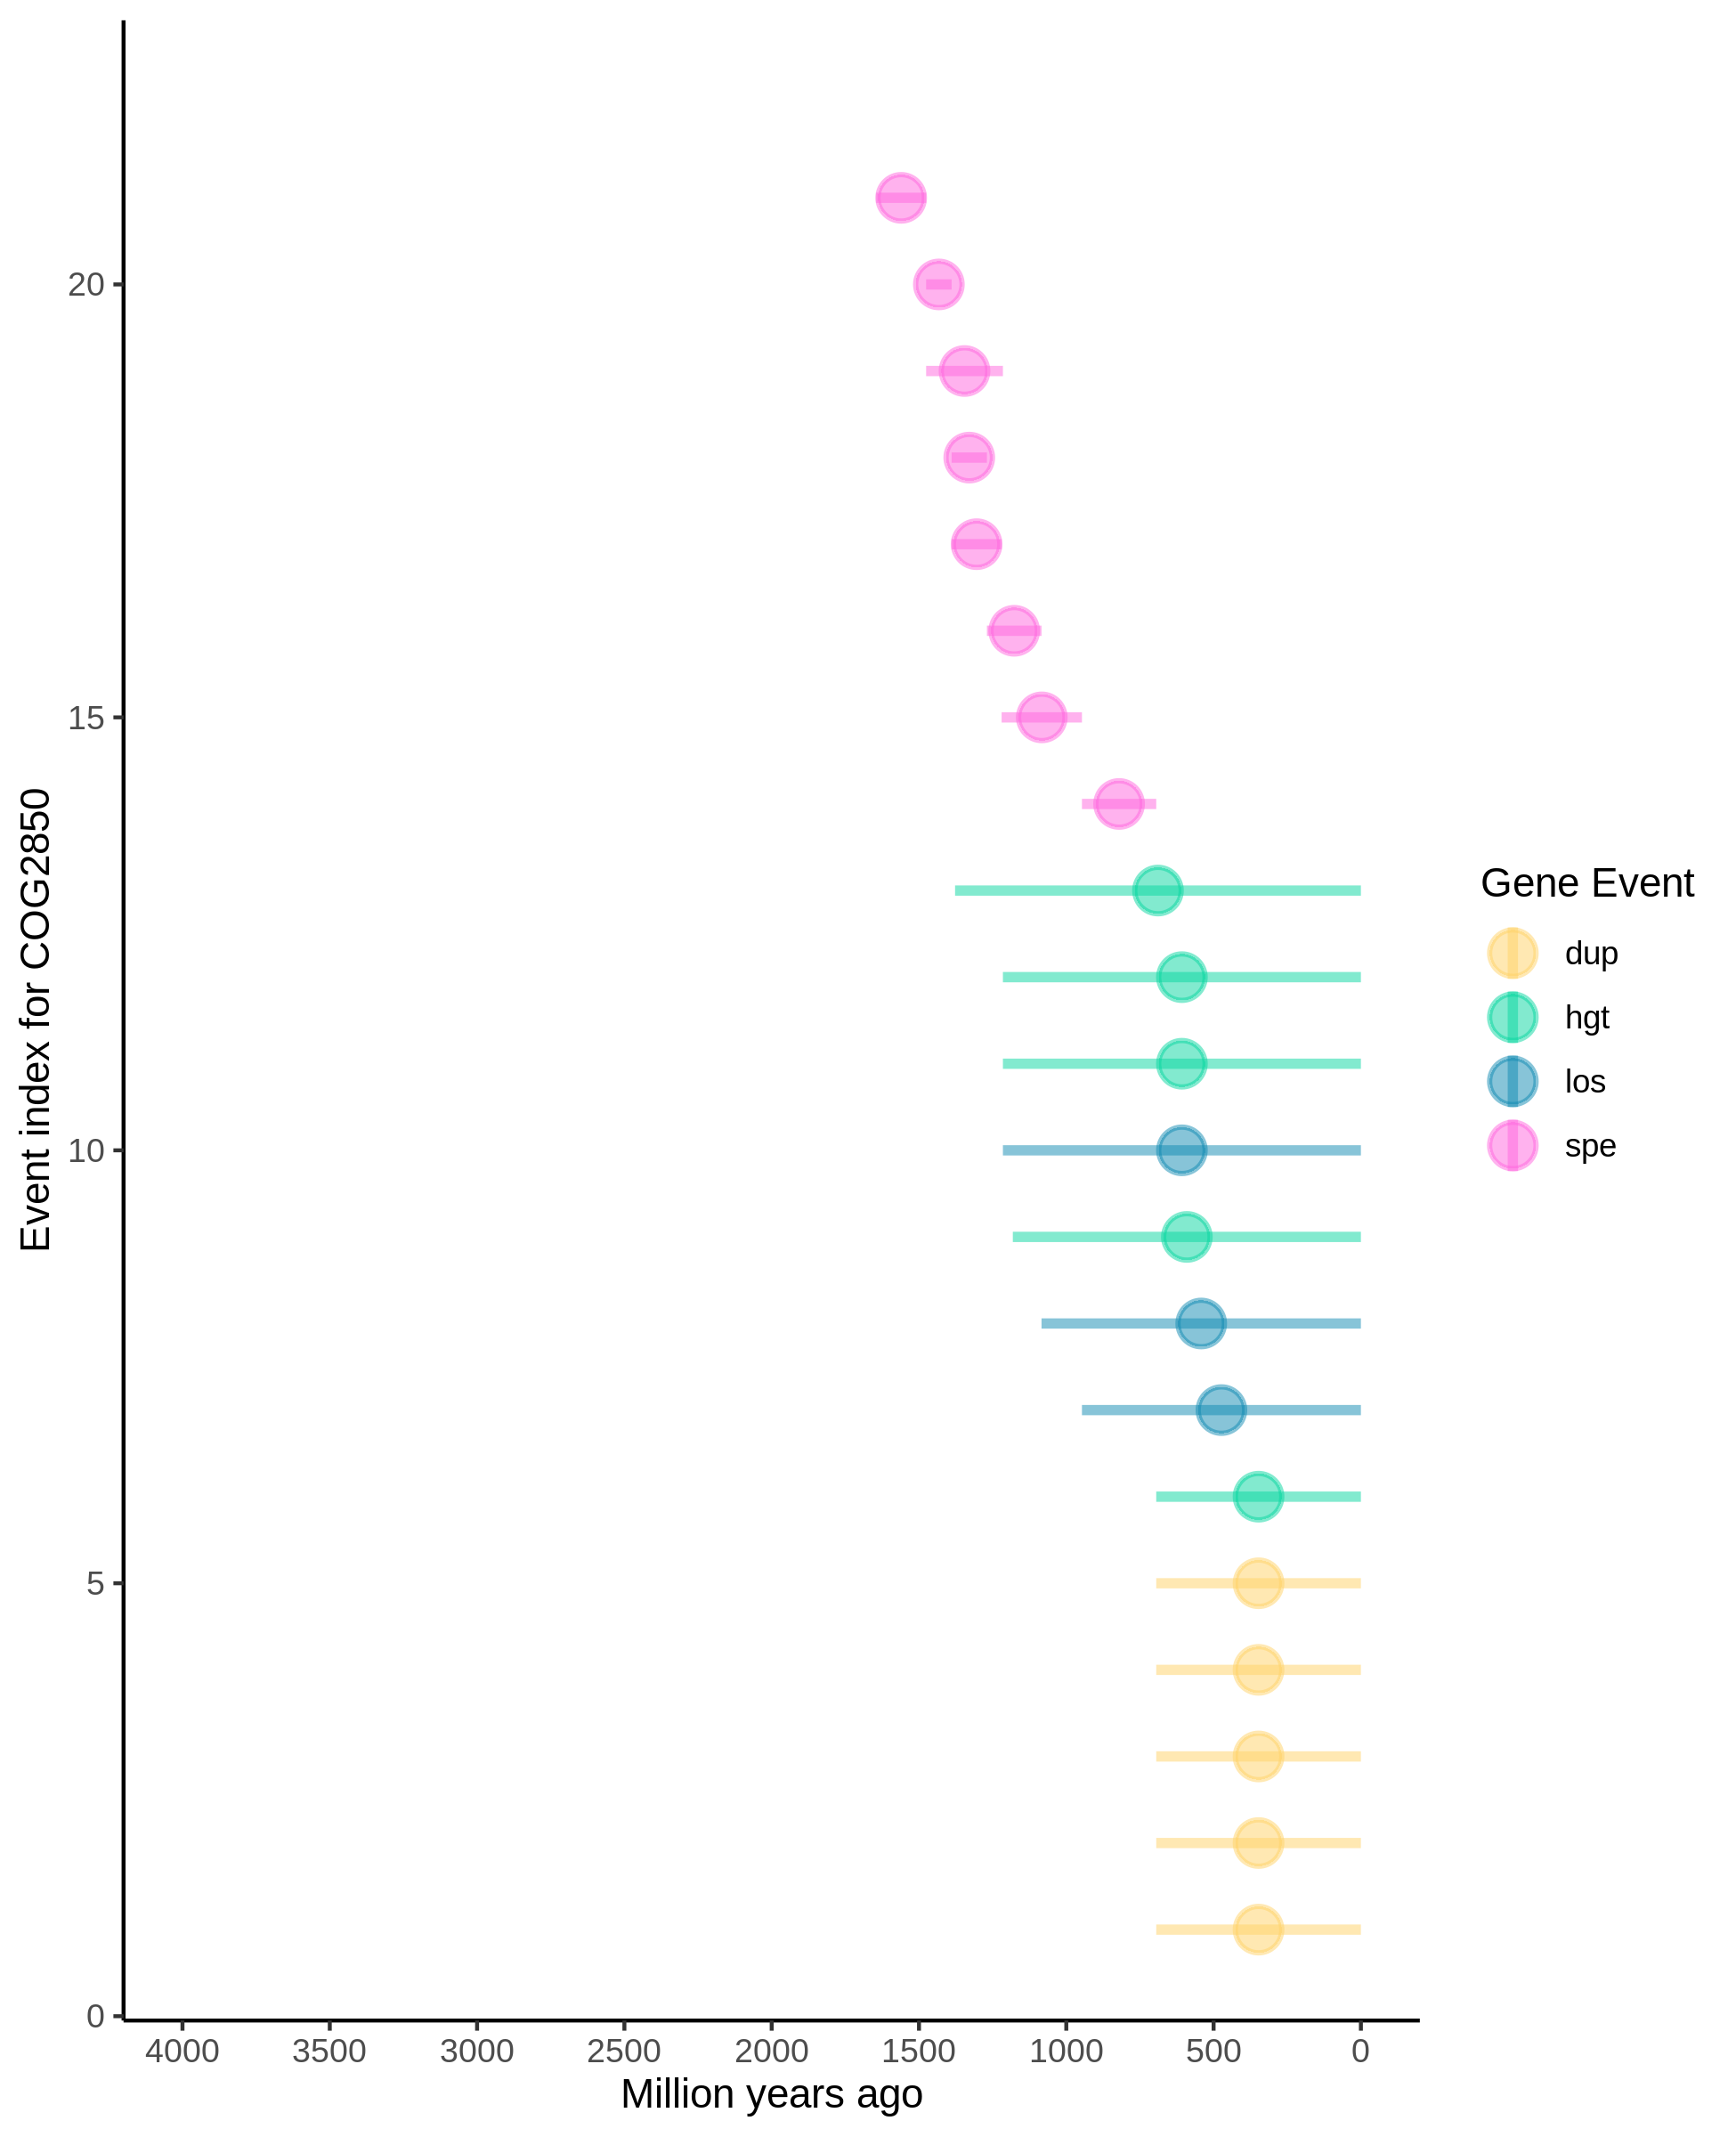 20
15
10
5
0
Event index for COG2850
4000 3500 3000 2500 2000 1500 1000 500 0
Million years ago
Gene Event
dup
hgt
los
spe